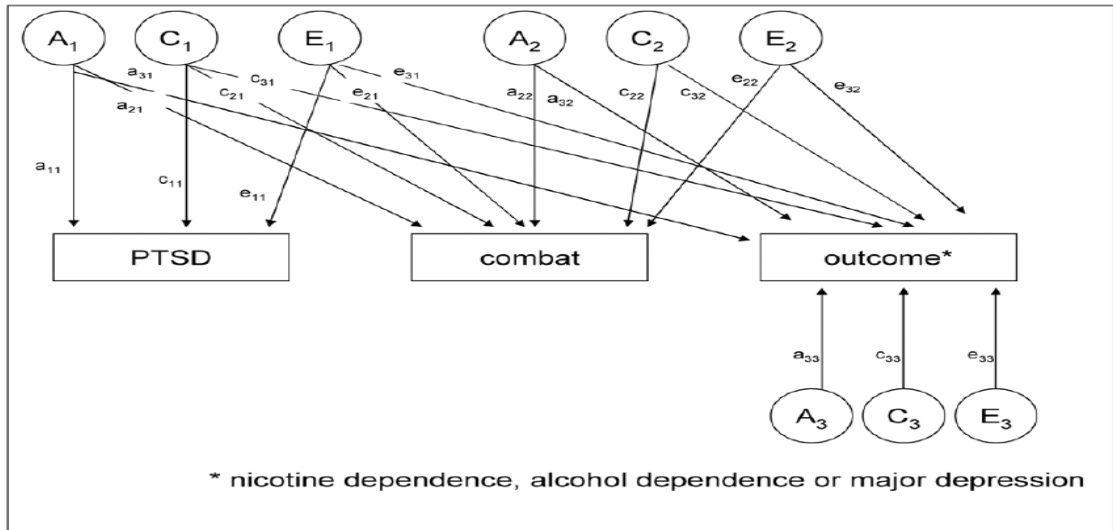 A₁ C₁ E₁ A₂ C₂ E₂
a₃₁ c₃₁ e₃₁
a₂₁ c₂₁ e₂₁ a₂₂ a₃₂ c₂₂ c₃₂ e₂₂ e₃₂
a₁₁ c₁₁ e₁₁
PTSD combat outcome*
a₃₃ c₃₃ e₃₃
A₃ C₃ E₃
* nicotine dependence, alcohol dependence or major depression